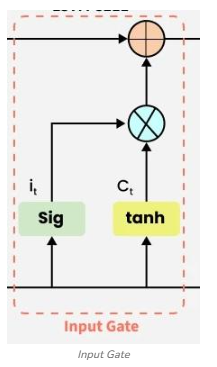 i_t C_t
Sig tanh
Input Gate
Input Gate